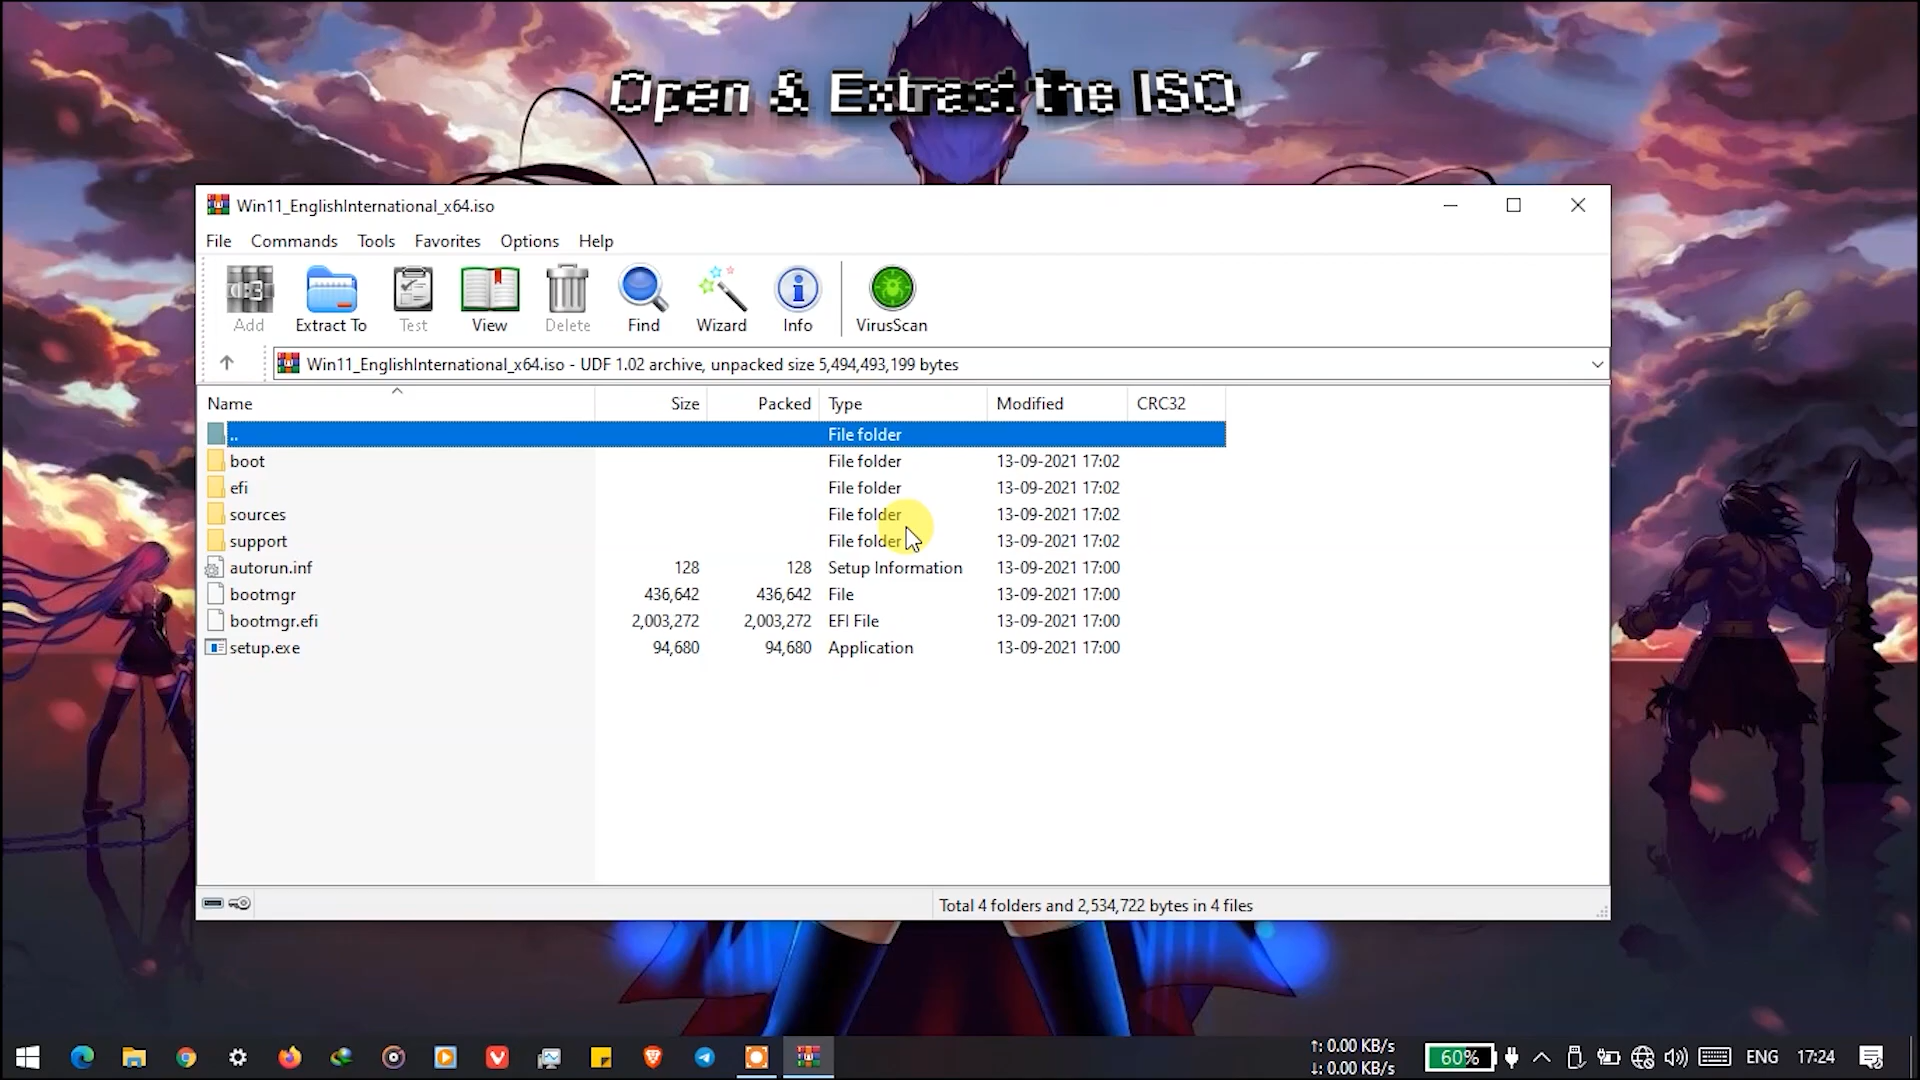 Open & Extract the ISO
Win11_EnglishInternational_x64.iso
File Commands Tools Favorites Options Help
Add Extract To Test View Delete Find Wizard Info VirusScan
Win11_EnglishInternational_x64.iso - UDF 1.02 archive, unpacked size 5,494,493,199 bytes
Name Size Packed Type Modified CRC32
.. File folder
boot File folder 13-09-2021 17:02
efi File folder 13-09-2021 17:02
sources File folder 13-09-2021 17:02
support File folder 13-09-2021 17:02
autorun.inf 128 128 Setup Information 13-09-2021 17:00
bootmgr 436,642 436,642 File 13-09-2021 17:00
bootmgr.efi 2,003,272 2,003,272 EFI File 13-09-2021 17:00
setup.exe 94,680 94,680 Application 13-09-2021 17:00
Total 4 folders and 2,534,722 bytes in 4 files
↑: 0.00 KB/s
↓: 0.00 KB/s
60% ENG 17:24